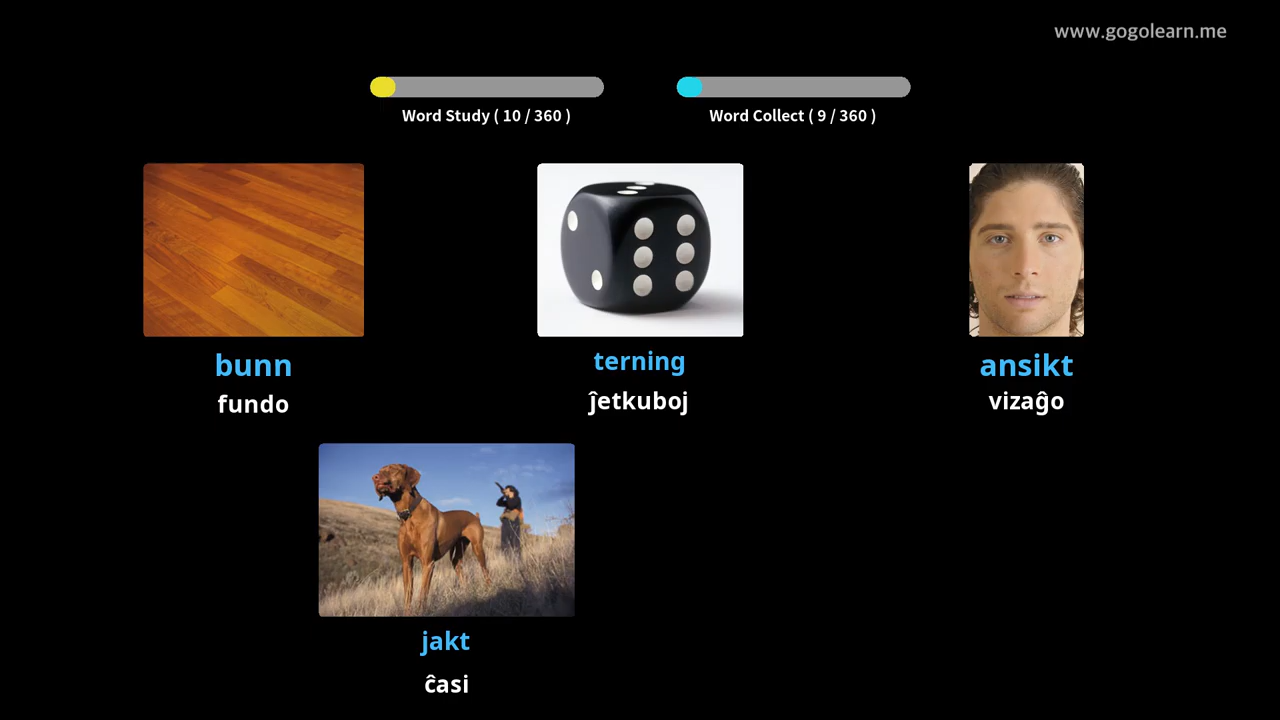 www.gogolearn.me
Word Study ( 10 / 360 )
Word Collect ( 9 / 360 )
bunn
fundo
terning
ĵetkuboj
ansikt
vizaĝo
jakt
ĉasi